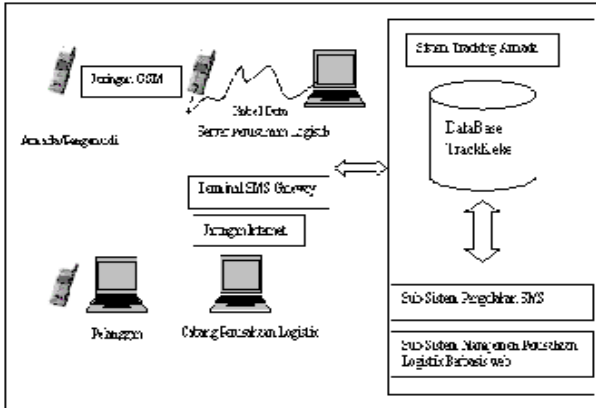 Sistem Tracking Armada
Jaringan GSM
Kabel Data
Server Perusahaan Logistik
Armada/Pengemudi
DataBase
TrackKeke
Terminal SMS Gateway
Jaringan Internet
Pelanggan
Cabang Perusahaan Logistik
Sub Sistem Pengolahan SMS
Sub Sistem Manajemen Perusahaan
Logistik Berbasis web